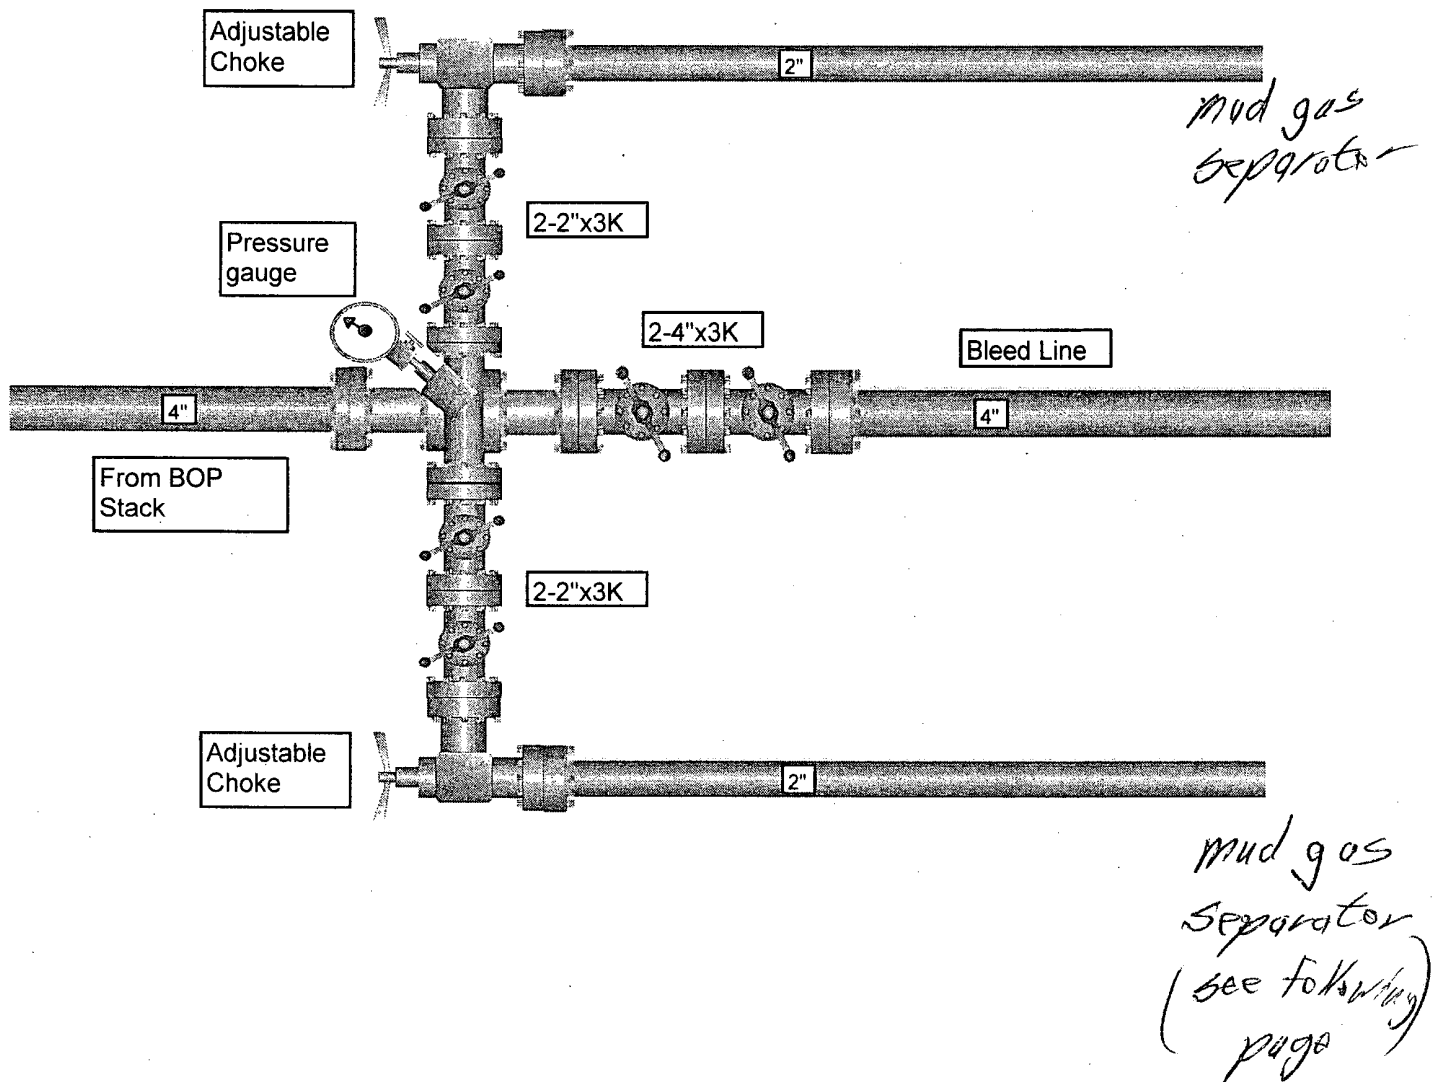 Adjustable
Choke
2"
mud gas
separator
2-2"x3K
Pressure
gauge
2-4"x3K
Bleed Line
4"
4"
From BOP
Stack
2-2"x3K
Adjustable
Choke
2"
mud gas
separator
(see following
page)